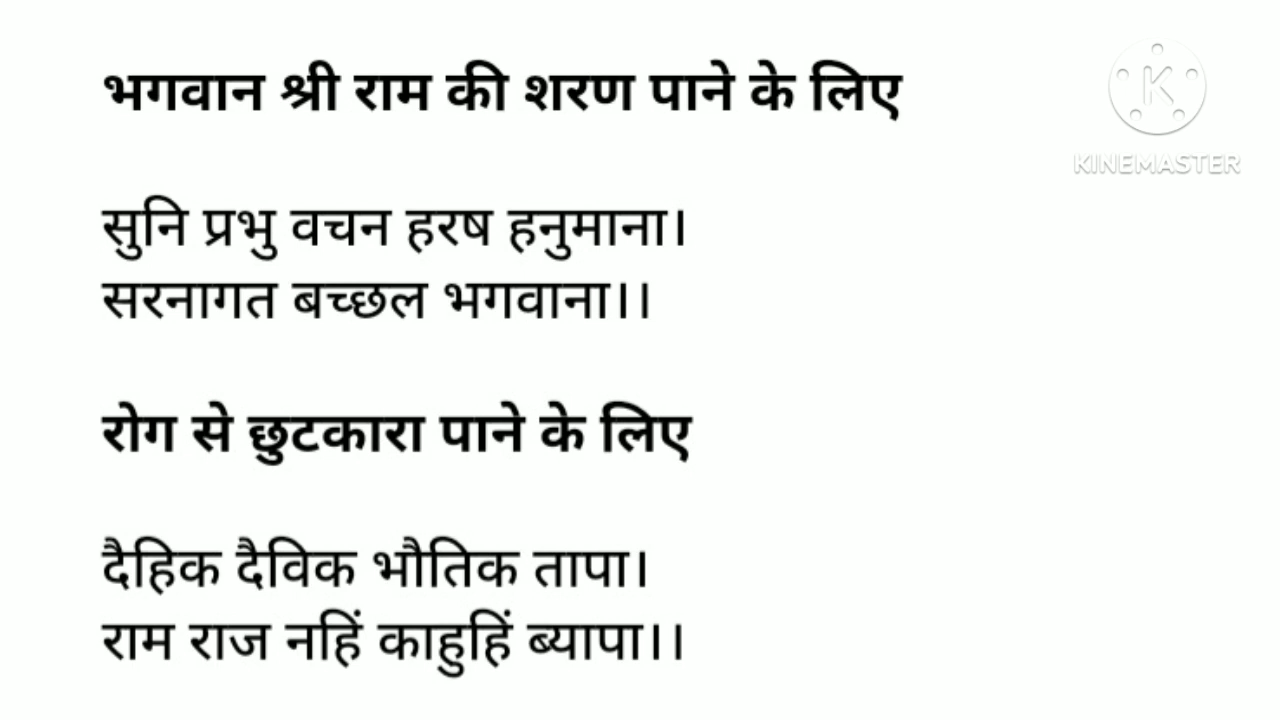 भगवान श्री राम की शरण पाने के लिए
KINEMASTER
सुनि प्रभु वचन हरष हनुमाना।
सरनागत बच्छल भगवाना।।
रोग से छुटकारा पाने के लिए
दैहिक दैविक भौतिक तापा।
राम राज नहिं काहुहिं ब्यापा।।